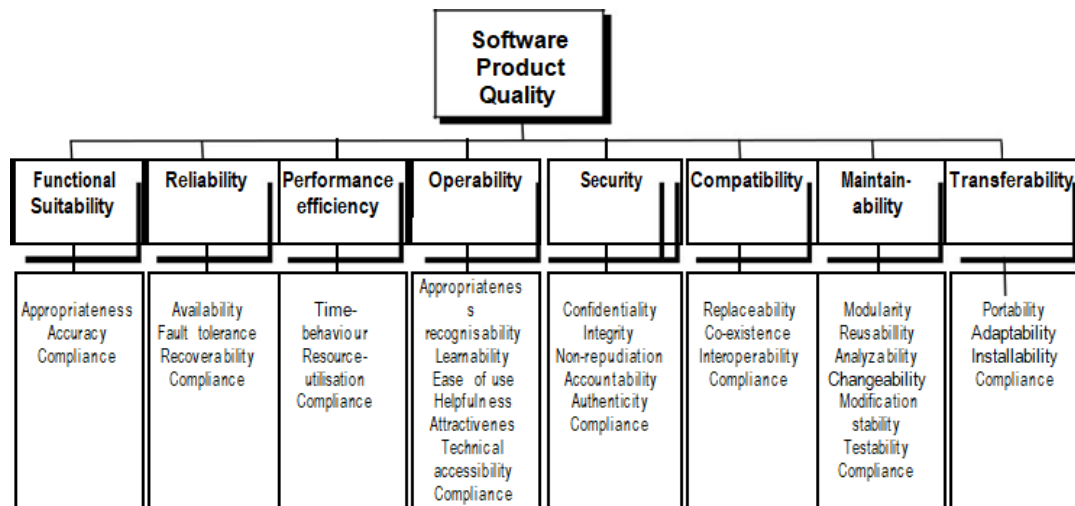 Software
Product
Quality
Functional
Suitability
Reliability
Performance
efficiency
Operability
Security
Compatibility
Maintain-
ability
Transferability
Appropriateness
Accuracy
Compliance
Availability
Fault tolerance
Recoverability
Compliance
Time-
behaviour
Resource-
utilisation
Compliance
Appropriatenes
s
recognisability
Learnability
Ease of use
Helpfulness
Attractivenes
Technical
accessibility
Compliance
Confidentiality
Integrity
Non-repudiation
Accountability
Authenticity
Compliance
Replaceability
Co-existence
Interoperability
Compliance
Modularity
Reusability
Analyzability
Changeability
Modification
stability
Testability
Compliance
Portability
Adaptability
Installability
Compliance